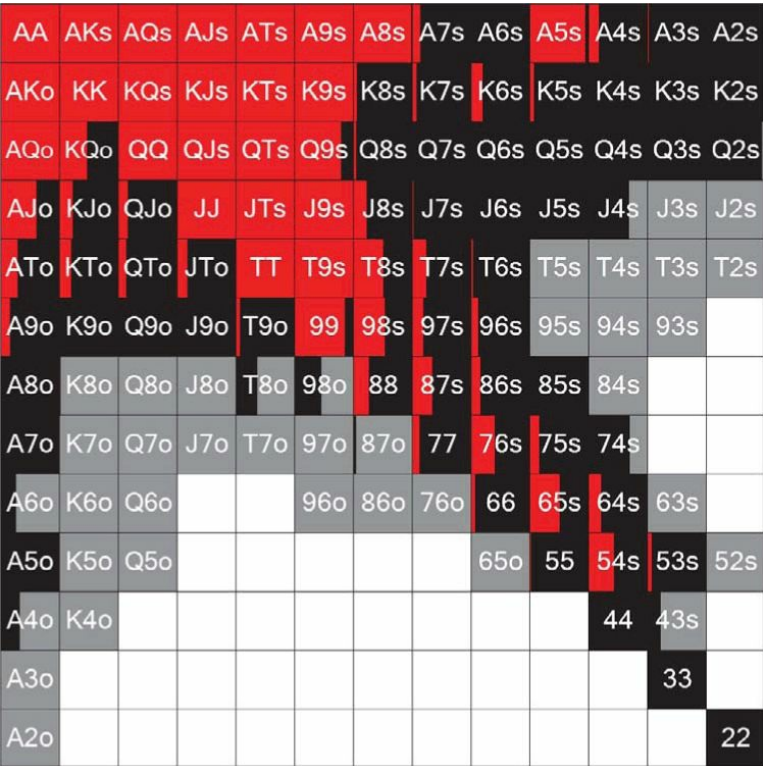 AA AKs AQs AJs ATs A9s A8s A7s A6s A5s A4s A3s A2s
AKo KK KQs KJs KTs K9s K8s K7s K6s K5s K4s K3s K2s
AQo KQo QQ QJs QTs Q9s Q8s Q7s Q6s Q5s Q4s Q3s Q2s
AJo KJo QJo JJ JTs J9s J8s J7s J6s J5s J4s J3s J2s
ATo KTo QTo JTo TT T9s T8s T7s T6s T5s T4s T3s T2s
A9o K9o Q9o J9o T9o 99 98s 97s 96s 95s 94s 93s
A8o K8o Q8o J8o T8o 98o 88 87s 86s 85s 84s
A7o K7o Q7o J7o T7o 97o 87o 77 76s 75s 74s
A6o K6o Q6o 96o 86o 76o 66 65s 64s 63s
A5o K5o Q5o 65o 55 54s 53s 52s
A4o K4o 44 43s
A3o 33
A2o 22